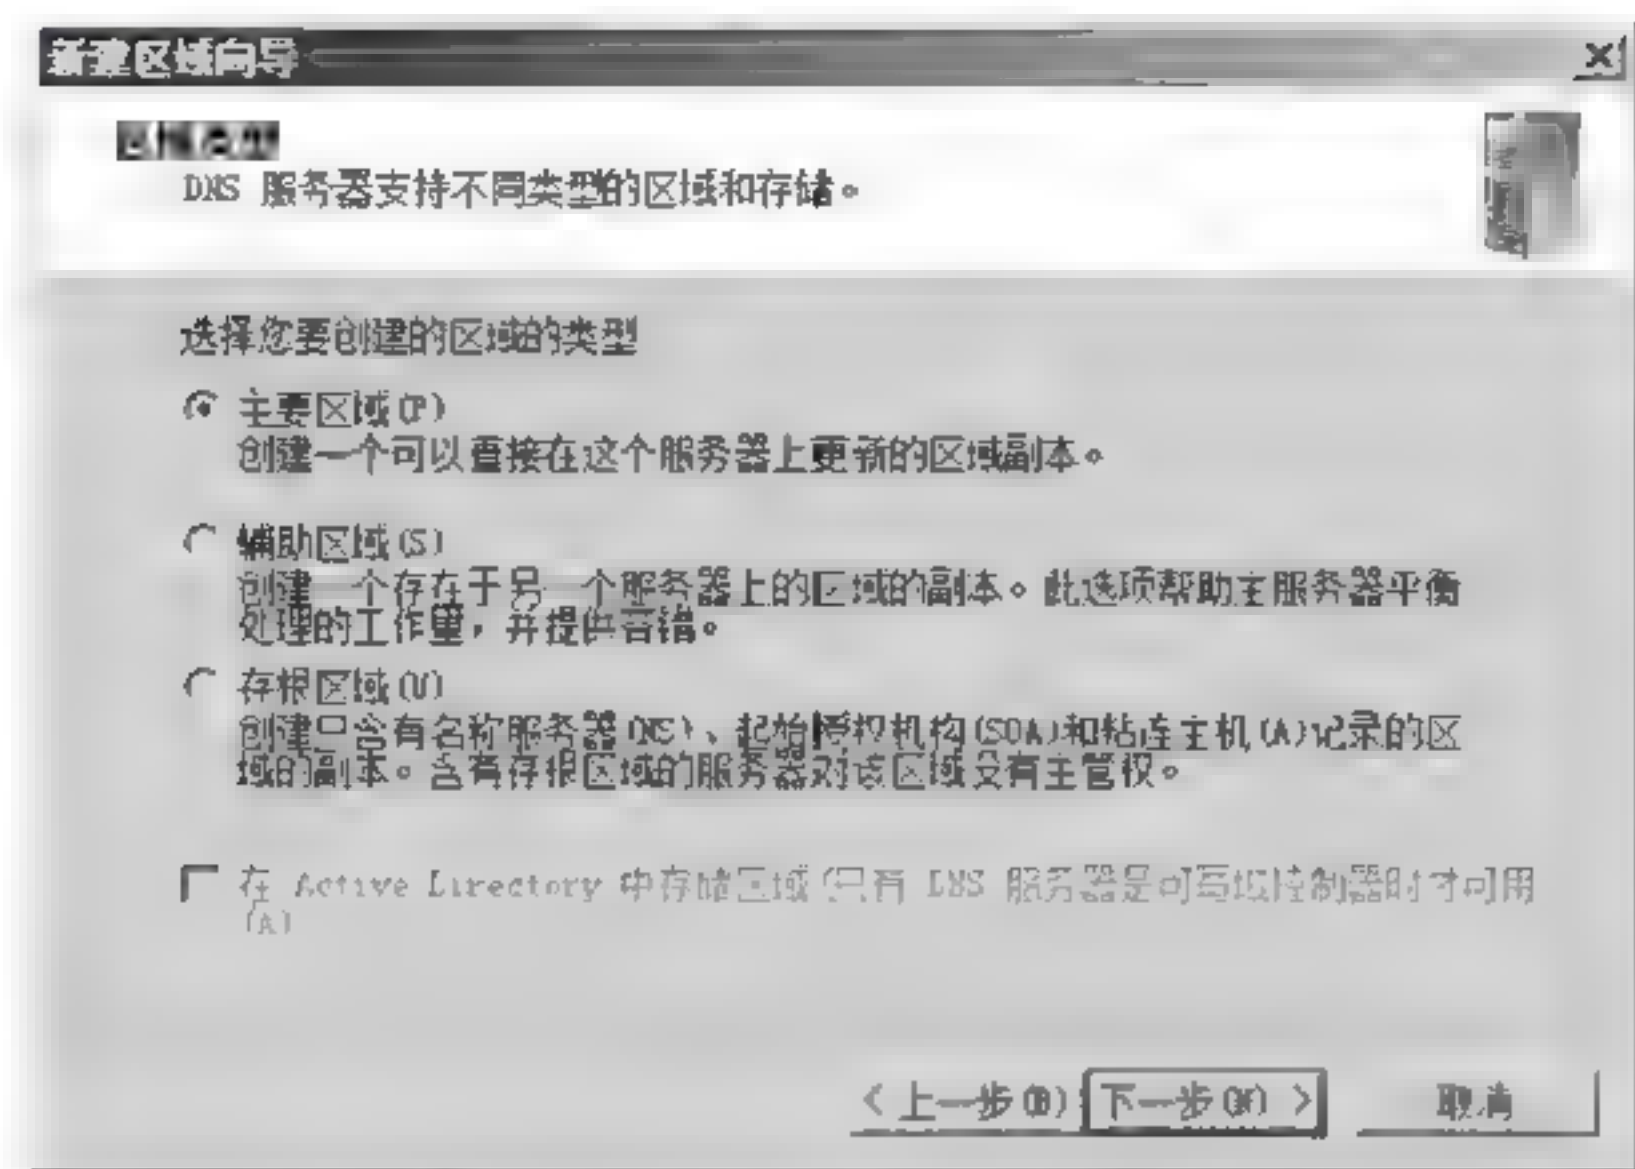 新建区域向导
区域类型
DNS 服务器支持不同类型的区域和存储。
选择您要创建的区域的类型
主要区域(P)
创建一个可以直接在这个服务器上更新的区域副本。
辅助区域(S)
创建一个存在于另一个服务器上的区域的副本。此选项帮助主服务器平衡
处理的工作量，并提供容错。
存根区域(U)
创建只含有名称服务器(NS)、起始授权机构(SOA)和粘连主机(A)记录的区
域的副本。含有存根区域的服务器对该区域没有主管权。
在 Active Directory 中存储区域(只有 DNS 服务器是可写域控制器时才可用
(A)
< 上一步(B) 下一步(N) > 取消